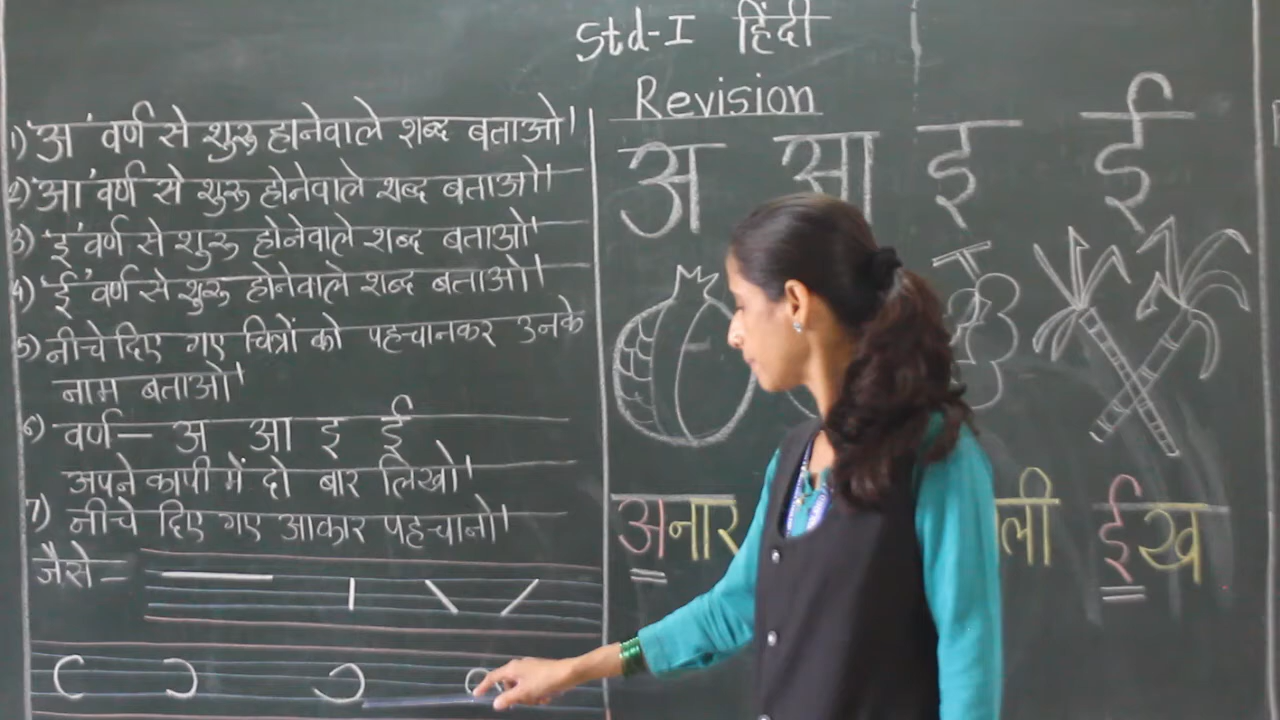 Std-I हिंदी
Revision
1) 'अ' वर्ण से शुरू होनेवाले शब्द बताओ।
2) 'आ' वर्ण से शुरू होनेवाले शब्द बताओ।
3) 'इ' वर्ण से शुरू होनेवाले शब्द बताओ।
4) 'ई' वर्ण से शुरू होनेवाले शब्द बताओ।
5) नीचे दिए गए चित्रों को पहचानकर उनके
नाम बताओ।
6) वर्ण — अ आ इ ई
अपने कापी में दो बार लिखो।
7) नीचे दिए गए आकार पहचानो।
जैसे –
अ आ इ ई
अनार ली ईख